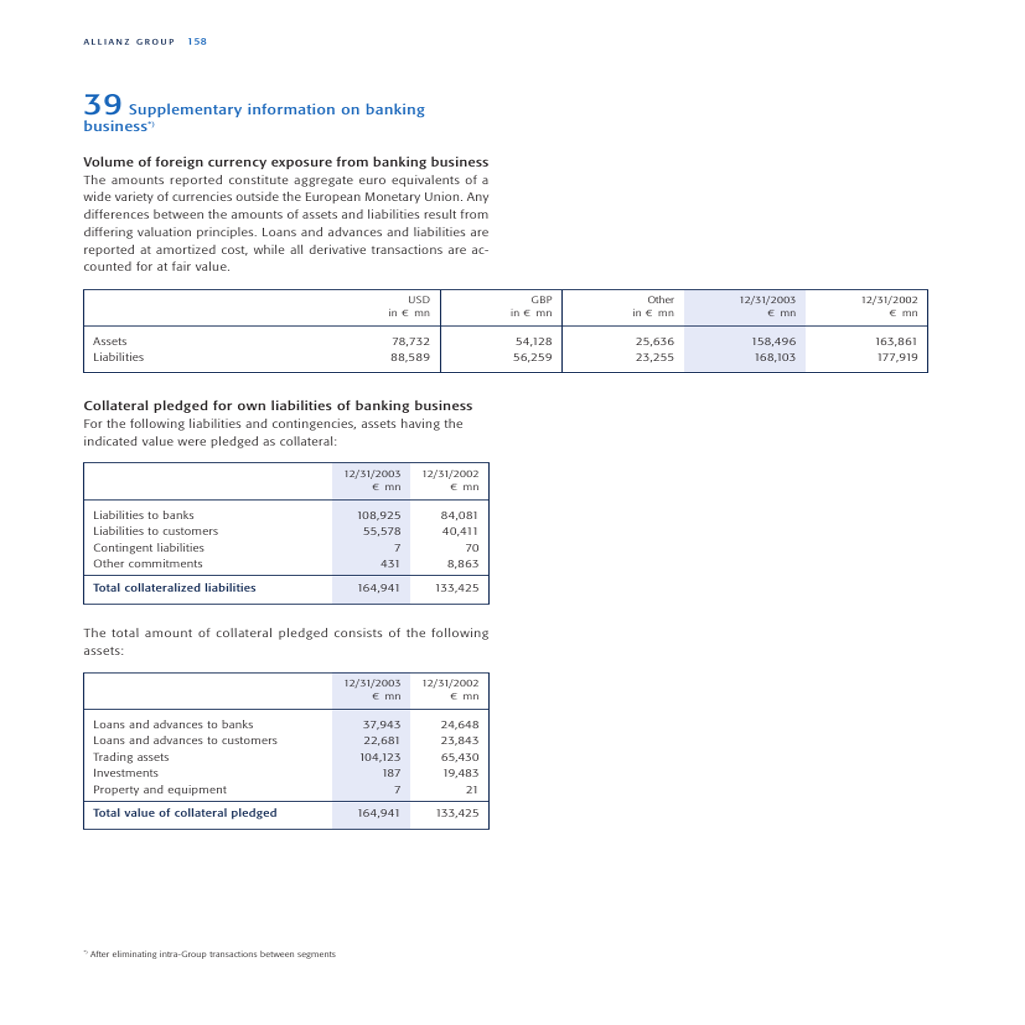 ALLIANZ GROUP 158
39 Supplementary information on banking
business*)
Volume of foreign currency exposure from banking business
The amounts reported constitute aggregate euro equivalents of a
wide variety of currencies outside the European Monetary Union. Any
differences between the amounts of assets and liabilities result from
differing valuation principles. Loans and advances and liabilities are
reported at amortized cost, while all derivative transactions are ac-
counted for at fair value.
USD GBP Other 12/31/2003 12/31/2002
in € mn in € mn in € mn € mn € mn
Assets 78,732 54,128 25,636 158,496 163,861
Liabilities 88,589 56,259 23,255 168,103 177,919
Collateral pledged for own liabilities of banking business
For the following liabilities and contingencies, assets having the
indicated value were pledged as collateral:
12/31/2003 12/31/2002
€ mn € mn
Liabilities to banks 108,925 84,081
Liabilities to customers 55,578 40,411
Contingent liabilities 7 70
Other commitments 431 8,863
Total collateralized liabilities 164,941 133,425
The total amount of collateral pledged consists of the following
assets:
12/31/2003 12/31/2002
€ mn € mn
Loans and advances to banks 37,943 24,648
Loans and advances to customers 22,681 23,843
Trading assets 104,123 65,430
Investments 187 19,483
Property and equipment 7 21
Total value of collateral pledged 164,941 133,425
*) After eliminating intra-Group transactions between segments